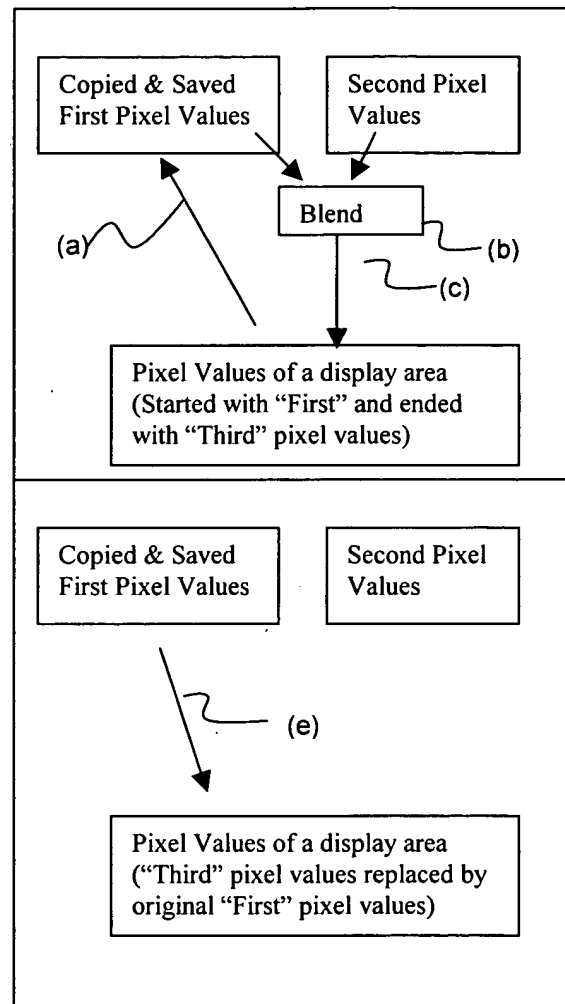 Copied & Saved
First Pixel Values
Second Pixel
Values
Blend
(a)
(b)
(c)
Pixel Values of a display area
(Started with “First” and ended
with “Third” pixel values)
Copied & Saved
First Pixel Values
Second Pixel
Values
(e)
Pixel Values of a display area
(“Third” pixel values replaced by
original “First” pixel values)